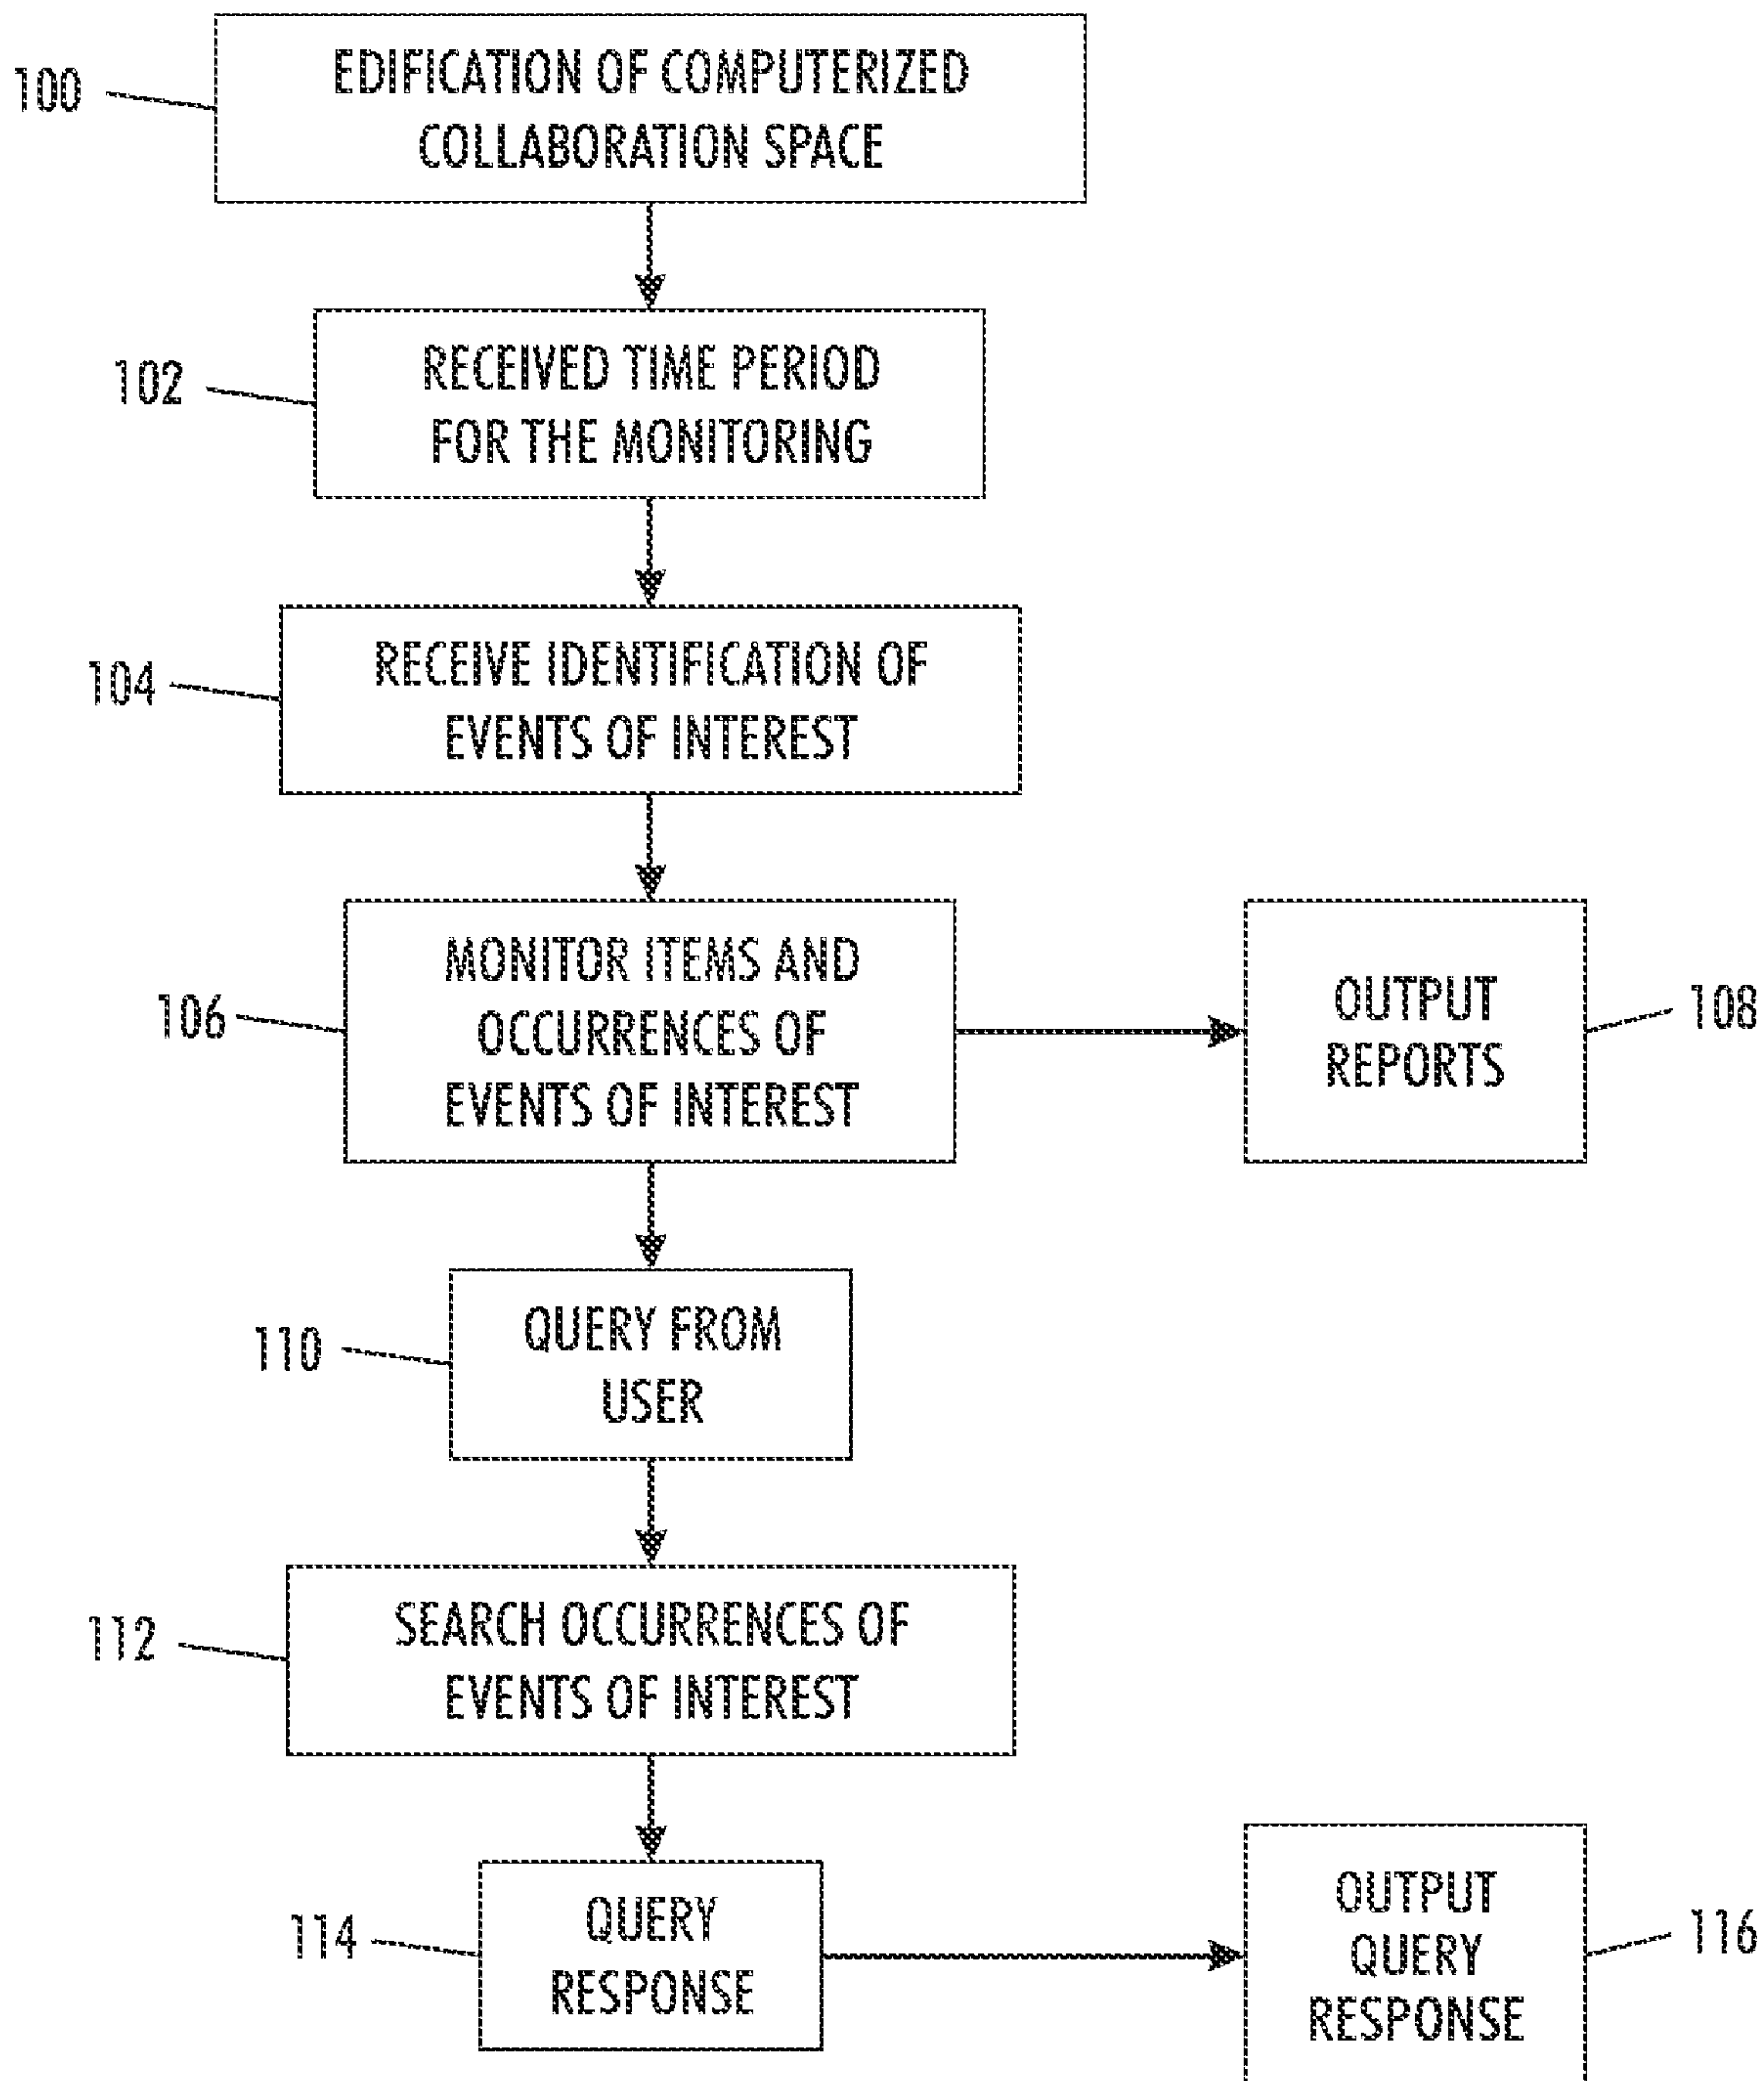 100
EDIFICATION OF COMPUTERIZED
COLLABORATION SPACE
102
RECEIVED TIME PERIOD
FOR THE MONITORING
104
RECEIVE IDENTIFICATION OF
EVENTS OF INTEREST
106
MONITOR ITEMS AND
OCCURRENCES OF
EVENTS OF INTEREST
OUTPUT
REPORTS
108
110
QUERY FROM
USER
112
SEARCH OCCURRENCES OF
EVENTS OF INTEREST
114
QUERY
RESPONSE
OUTPUT
QUERY
RESPONSE
116